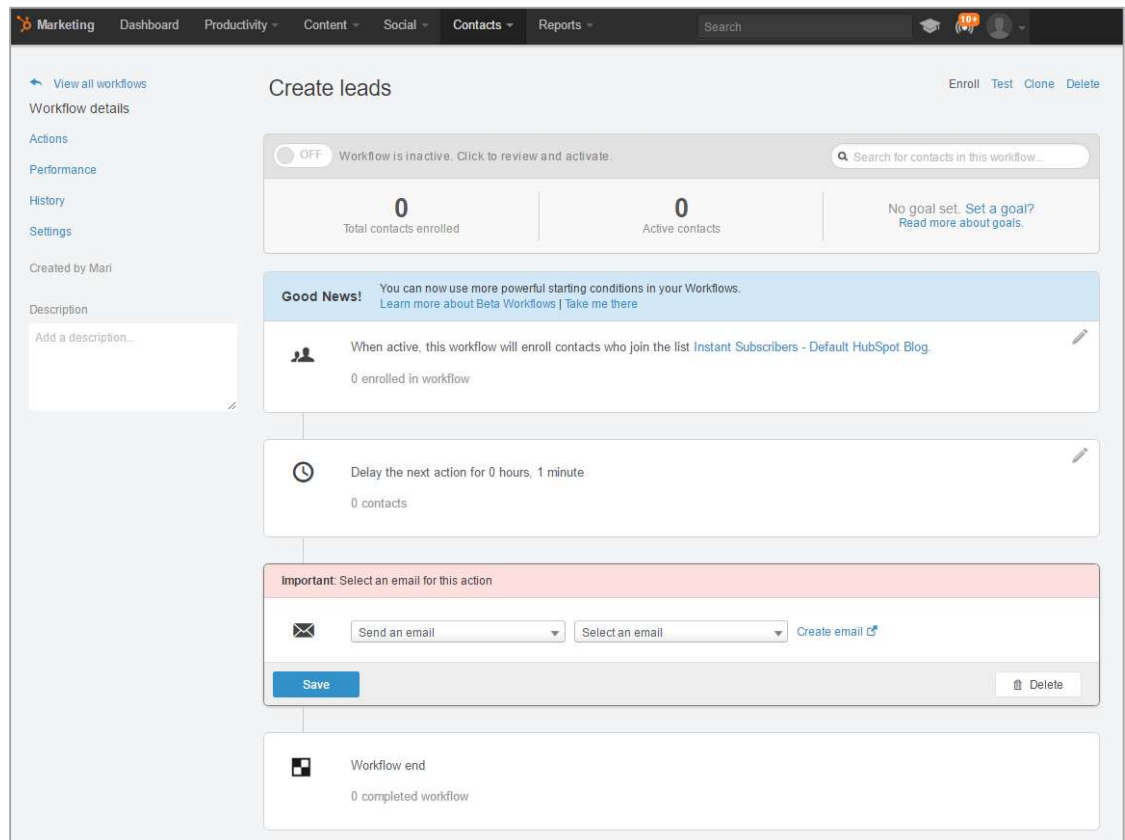 Marketing Dashboard Productivity Content Social Contacts Reports Search 10+
View all workflows
Workflow details
Actions
Performance
History
Settings
Created by Mari
Description
Add a description...
Create leads
Enroll Test Clone Delete
OFF Workflow is inactive. Click to review and activate. Search for contacts in this workflow...
0
Total contacts enrolled
0
Active contacts
No goal set. Set a goal?
Read more about goals.
Good News!
You can now use more powerful starting conditions in your Workflows.
Learn more about Beta Workflows | Take me there
When active, this workflow will enroll contacts who join the list Instant Subscribers - Default HubSpot Blog.
0 enrolled in workflow
Delay the next action for 0 hours, 1 minute
0 contacts
Important: Select an email for this action
Send an email Select an email Create email
Save Delete
Workflow end
0 completed workflow